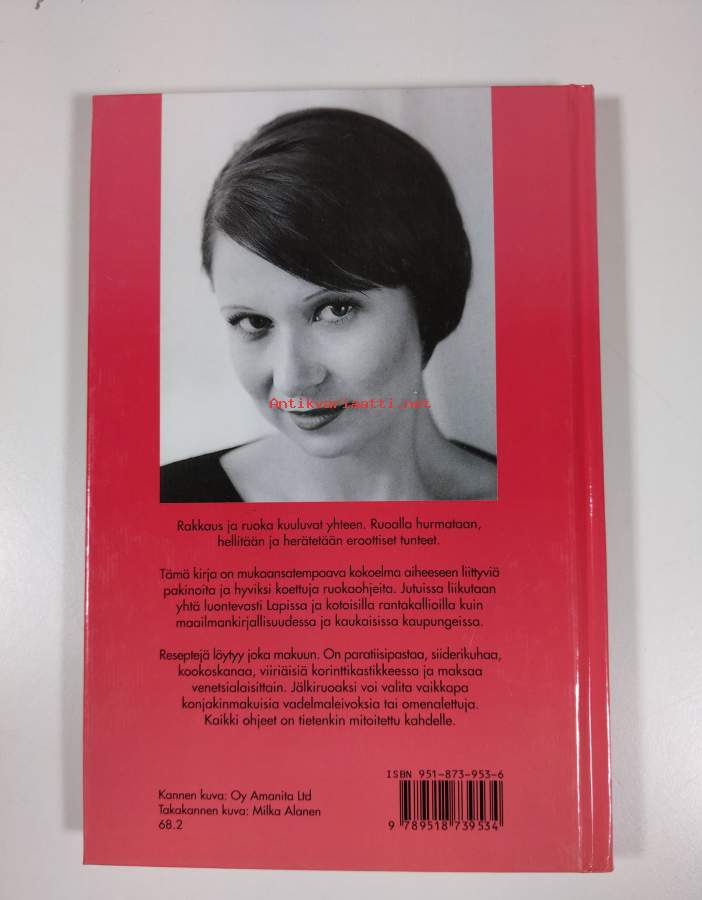 Antikvariaatti.net
Rakkaus ja ruoka kuuluvat yhteen. Ruoalla hurmataan,
hellitään ja herätetään eroottiset tunteet.
Tämä kirja on mukaansatempaava kokoelma aiheeseen liittyviä
pakinoita ja hyviksi koettuja ruokaohjeita. Jutuissa liikutaan
yhtä luontevasti Lapissa ja kotoisilla rantakallioilla kuin
maailmankirjallisuudessa ja kaukaisissa kaupungeissa.
Reseptejä löytyy joka makuun. On paratiisipastaa, siiderikuhaa,
kookoskanaa, viiriäisiä korinttikastikkeessa ja maksaa
venetsialaisittain. Jälkiruoaksi voi valita vaikkapa
konjakinmakuisia vadelmaleivoksia tai omenalettuja.
Kaikki ohjeet on tietenkin mitoitettu kahdelle.
ISBN 951-873-953-6
Kannen kuva: Oy Amanita Ltd
Takakannen kuva: Milka Alanen
68.2
9 789518 739534